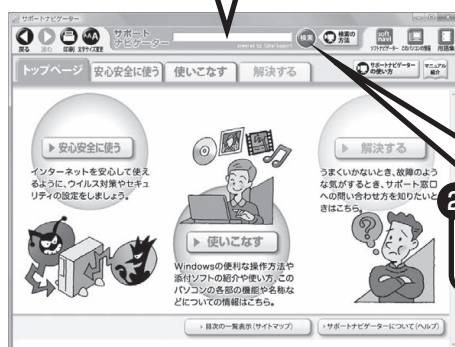 サポートナビゲーター
戻る 進む 印刷 文字サイズ変更
サポート
ナビゲーター
powered by CyberSupport
検索
検索の
方法
soft
navi
ソフトナビゲーター このパソコンの情報 用語集
トップページ 安心安全に使う 使いこなす 解決する
サポートナビゲーター
の使い方
マニュアル
紹介
安心安全に使う
インターネットを安心して使え
るように、ウイルス対策やセキュ
リティの設定をしましょう。
使いこなす
Windowsの便利な操作方法や
添付ソフトの紹介や使い方、この
パソコンの各部の機能や名称な
どについての情報はこちら。
解決する
うまくいかないとき、故障のよう
な気がするとき、サポート窓口
への問い合わせ方を知りたいと
きはこちら。
2
目次の一覧表示(サイトマップ)
サポートナビゲーターについて(ヘルプ)